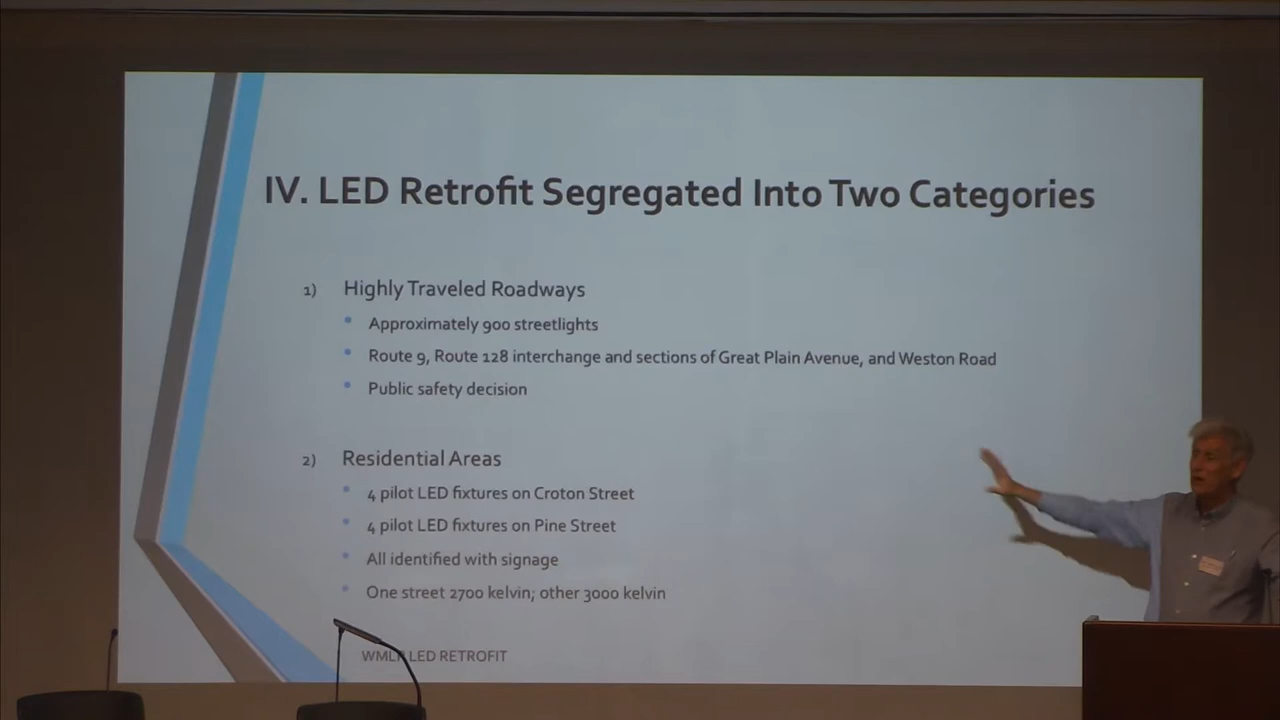 IV. LED Retrofit Segregated Into Two Categories
1) Highly Traveled Roadways
• Approximately 900 streetlights
• Route 9, Route 128 interchange and sections of Great Plain Avenue, and Weston Road
• Public safety decision
2) Residential Areas
• 4 pilot LED fixtures on Croton Street
• 4 pilot LED fixtures on Pine Street
• All identified with signage
• One street 2700 kelvin; other 3000 kelvin
LED RETROFIT